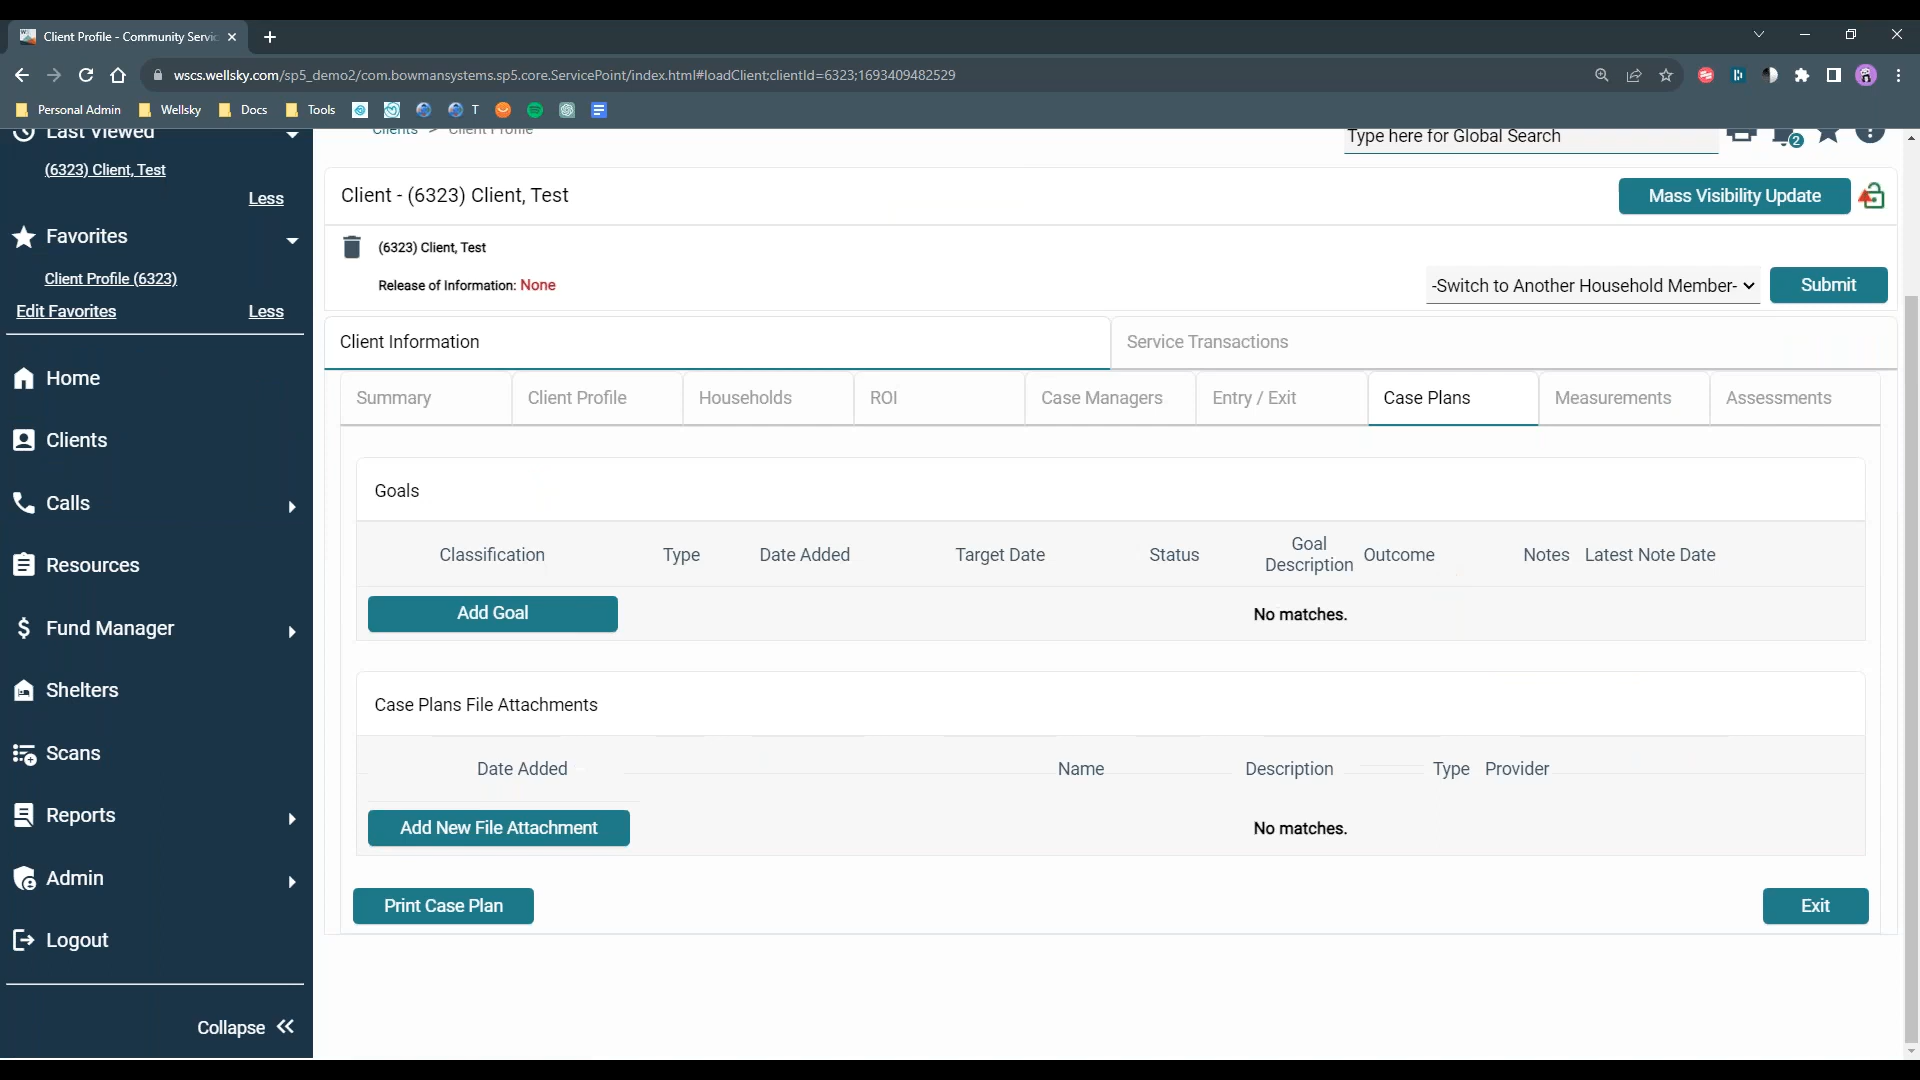 Client Profile - Community Servic
wscs.wellsky.com/sp5_demo2/com.bowmansystems.sp5.core.ServicePoint/index.html#loadClient;clientId=6323;1693409482529
Personal Admin
Wellsky
Docs
Tools
T
Last Viewed
(6323) Client, Test
Less
Favorites
Client Profile (6323)
Edit Favorites
Less
Home
Clients
Calls
Resources
Fund Manager
Shelters
Scans
Reports
Admin
Logout
Collapse
Clients > Client Profile
Type here for Global Search
2
Client - (6323) Client, Test
Mass Visibility Update
(6323) Client, Test
Release of Information: None
-Switch to Another Household Member-
Submit
Client Information
Service Transactions
Summary
Client Profile
Households
ROI
Case Managers
Entry / Exit
Case Plans
Measurements
Assessments
Goals
Classification
Type
Date Added
Target Date
Status
Goal
Description
Outcome
Notes
Latest Note Date
Add Goal
No matches.
Case Plans File Attachments
Date Added
Name
Description
Type
Provider
Add New File Attachment
No matches.
Print Case Plan
Exit